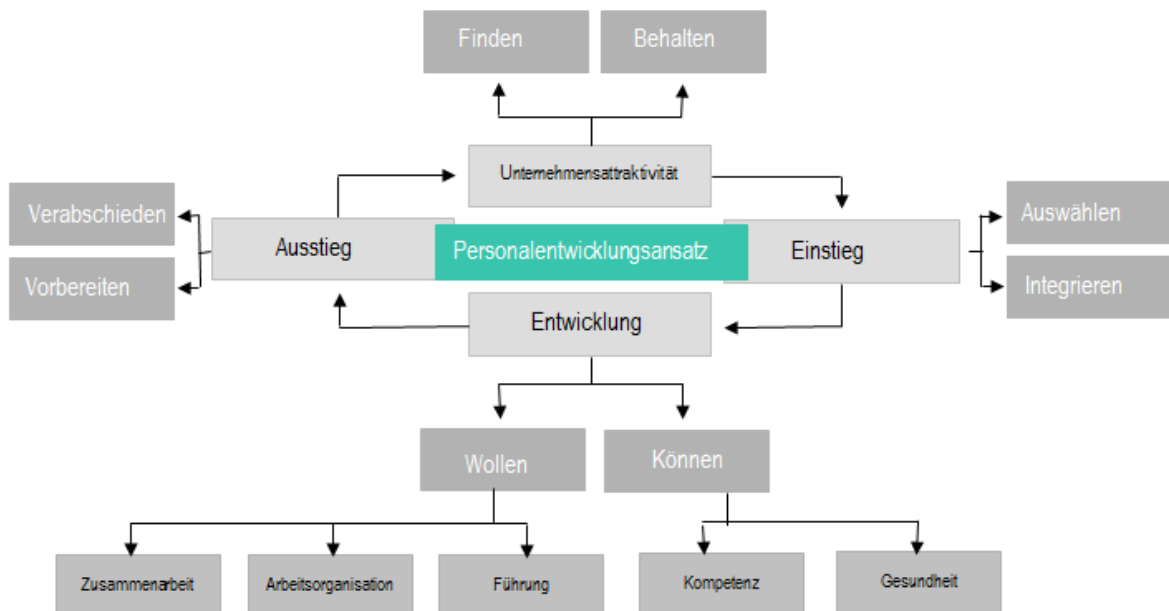 Finden
Behalten
Unternehmensattraktivität
Verabschieden
Auswählen
Ausstieg
Personalentwicklungsansatz
Einstieg
Vorbereiten
Integrieren
Entwicklung
Wollen
Können
Zusammenarbeit
Arbeitsorganisation
Führung
Kompetenz
Gesundheit